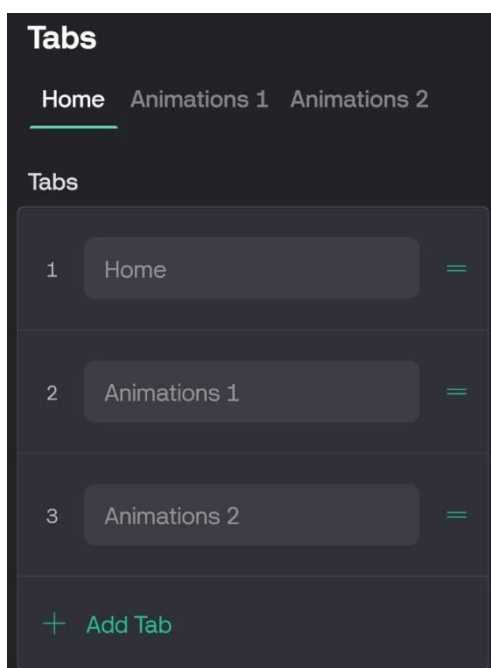 Tabs
Home Animations 1 Animations 2
Tabs
1 Home
2 Animations 1
3 Animations 2
+ Add Tab